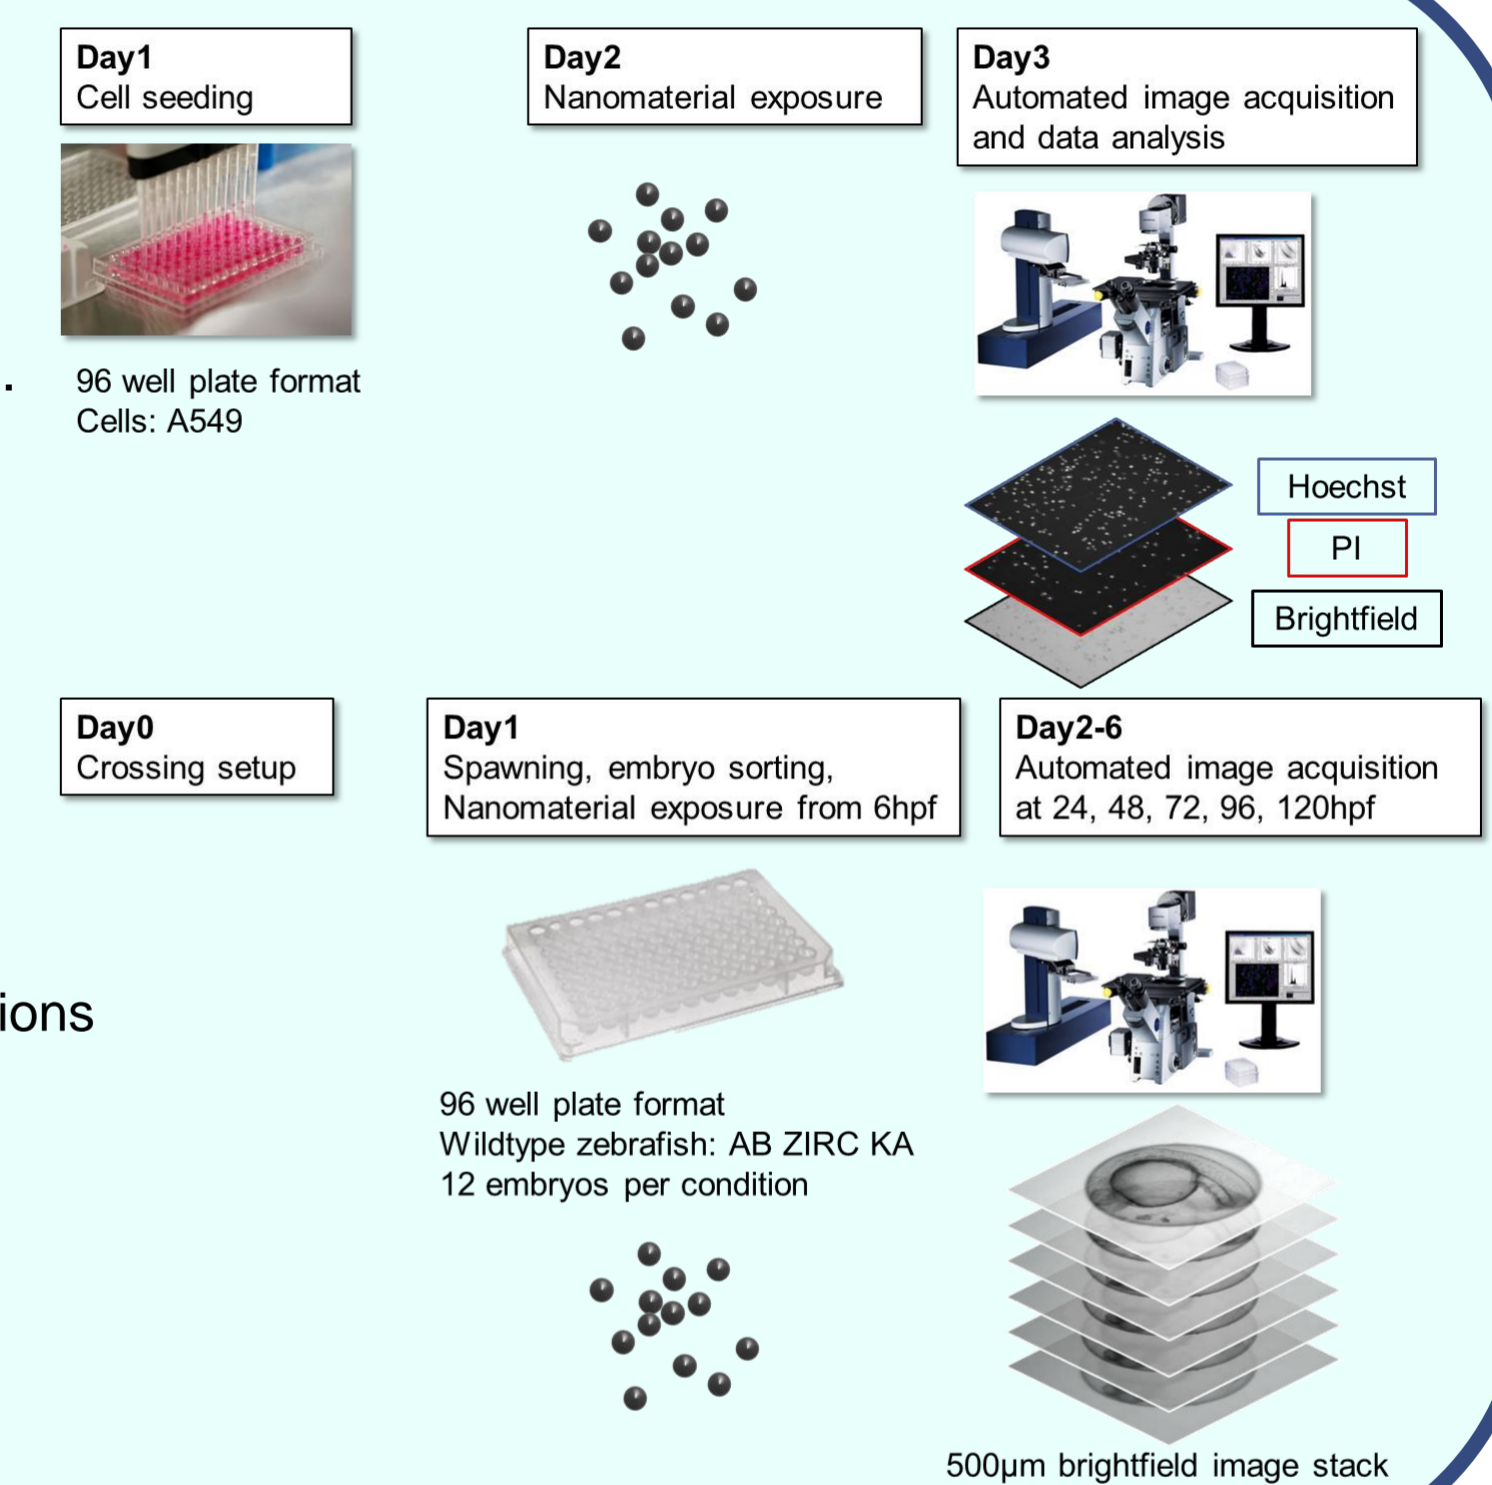 Day1
Cell seeding
Day2
Nanomaterial exposure
Day3
Automated image acquisition
and data analysis
96 well plate format
Cells: A549
Hoechst
PI
Brightfield
Day0
Crossing setup
Day1
Spawning, embryo sorting,
Nanomaterial exposure from 6hpf
Day2-6
Automated image acquisition
at 24, 48, 72, 96, 120hpf
ions
96 well plate format
Wildtype zebrafish: AB ZIRC KA
12 embryos per condition
500µm brightfield image stack